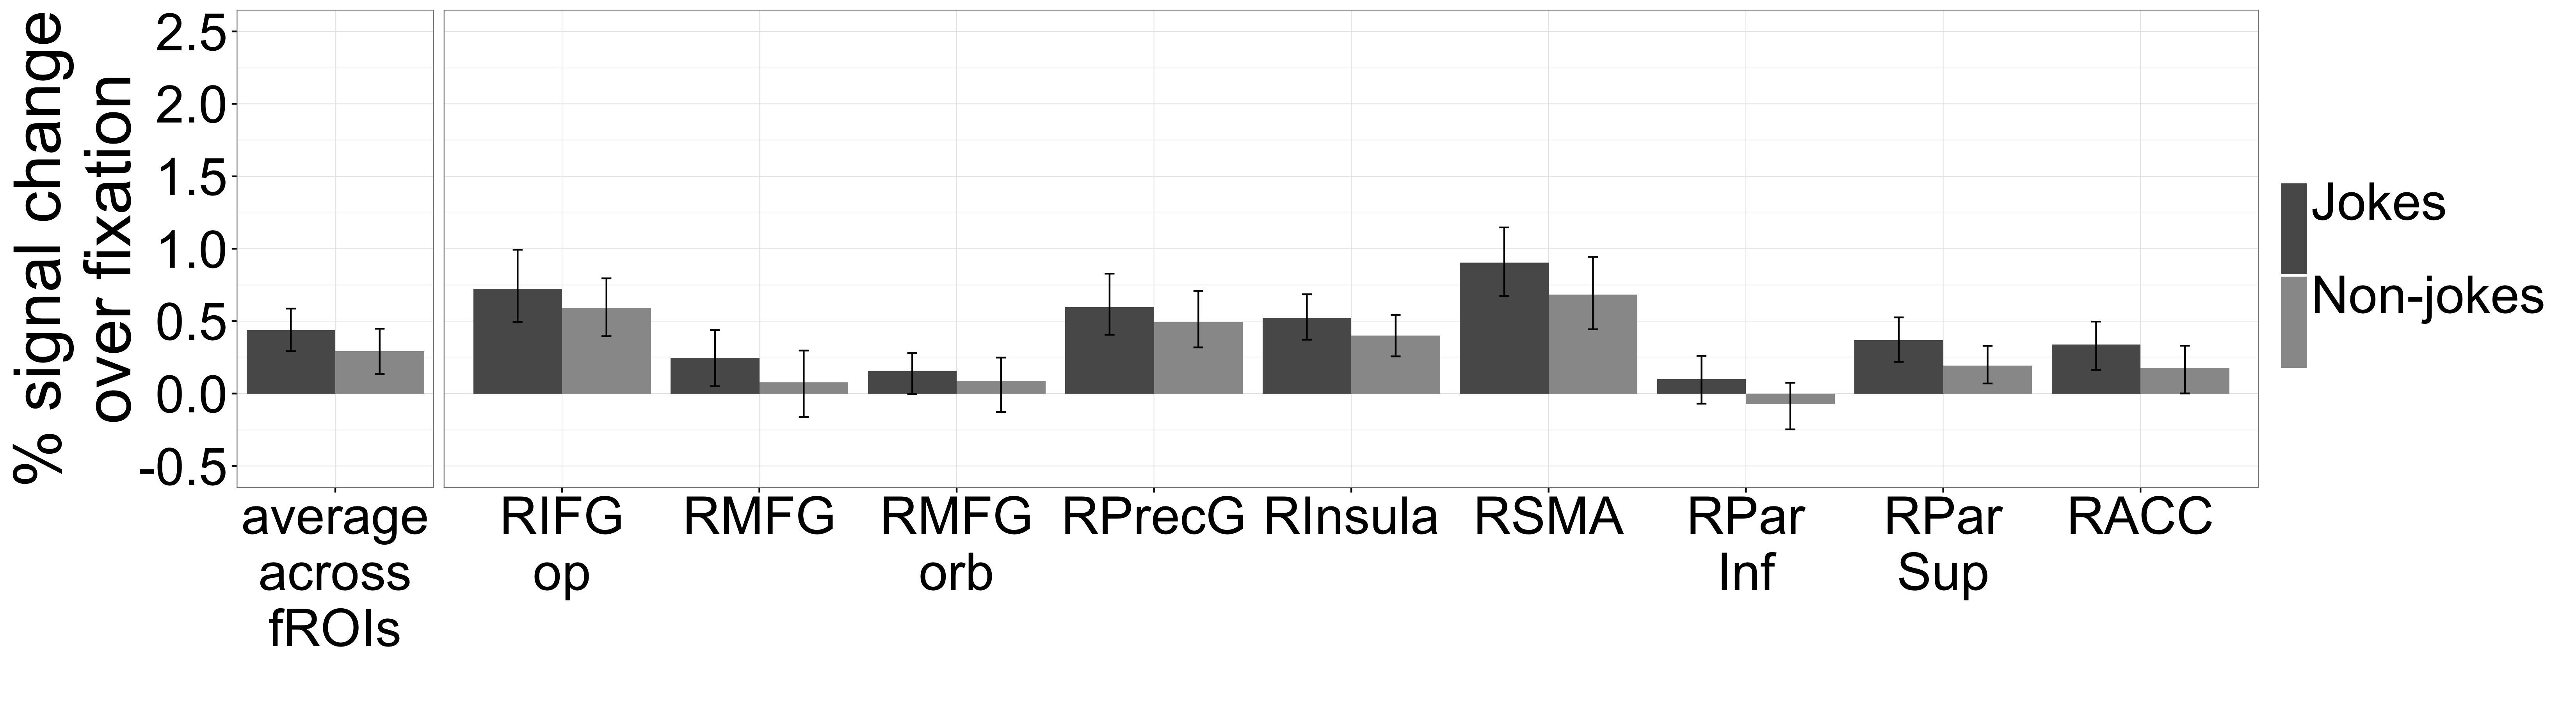 % signal change
over fixation
2.5
2.0
1.5
1.0
0.5
0.0
-0.5
average
across
fROIs
RIFG
op
RMFG
RMFG
orb
RPrecG
RInsula
RSMA
RPar
Inf
RPar
Sup
RACC
Jokes
Non-jokes